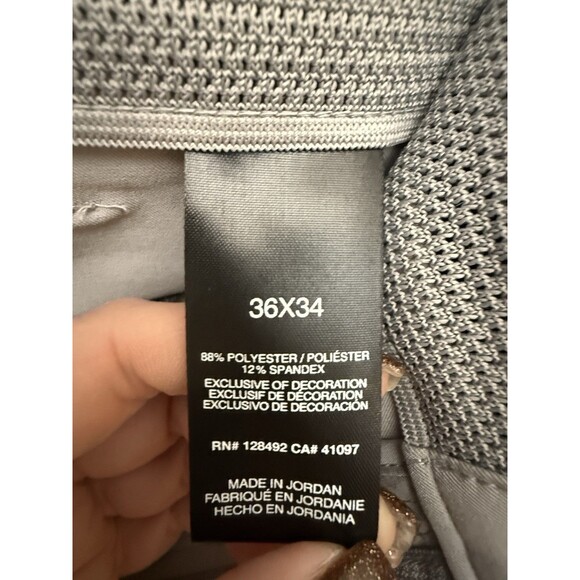 36X34
88% POLYESTER / POLIÉSTER
12% SPANDEX
EXCLUSIVE OF DECORATION
EXCLUSIF DE DÉCORATION
EXCLUSIVO DE DECORACIÓN
RN# 128492 CA# 41097
MADE IN JORDAN
FABRIQUÉ EN JORDANIE
HECHO EN JORDANIA